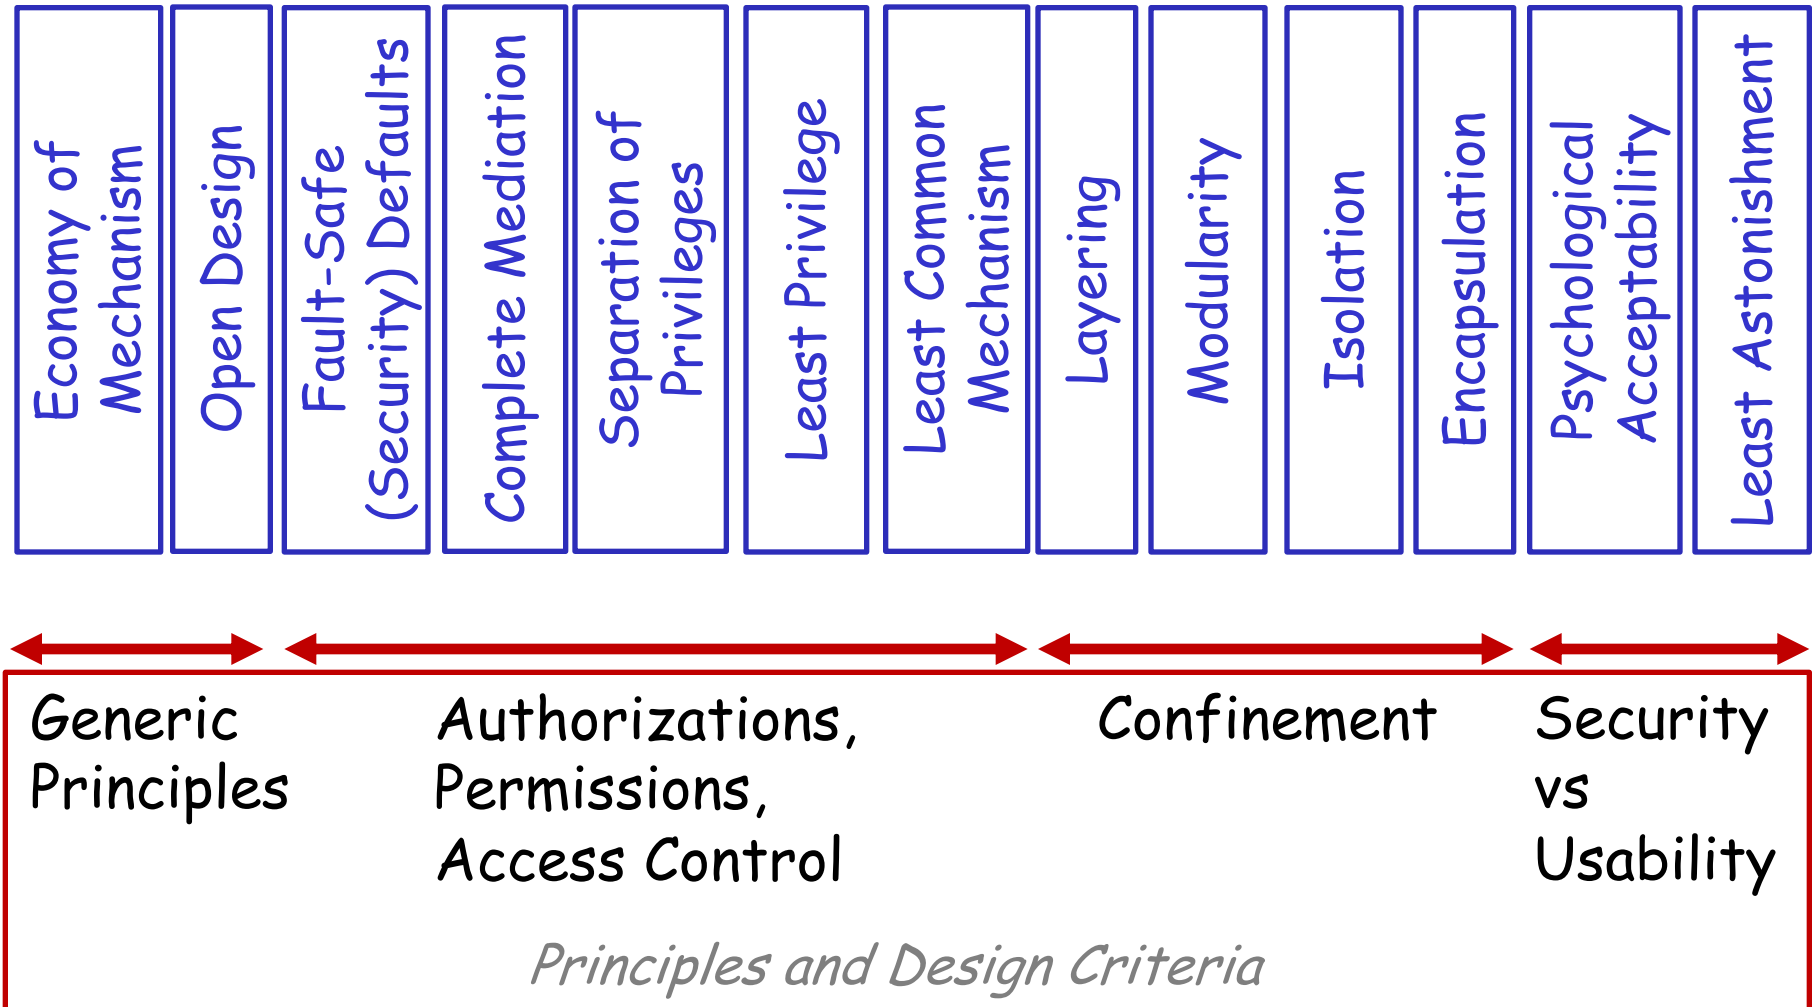 Economy of
Mechanism
Open Design
Fault-Safe
(Security) Defaults
Complete Mediation
Separation of
Privileges
Least Privilege
Least Common
Mechanism
Layering
Modularity
Isolation
Encapsulation
Psychological
Acceptability
Least Astonishment
Generic
Principles
Authorizations,
Permissions,
Access Control
Confinement
Security
vs
Usability
Principles and Design Criteria